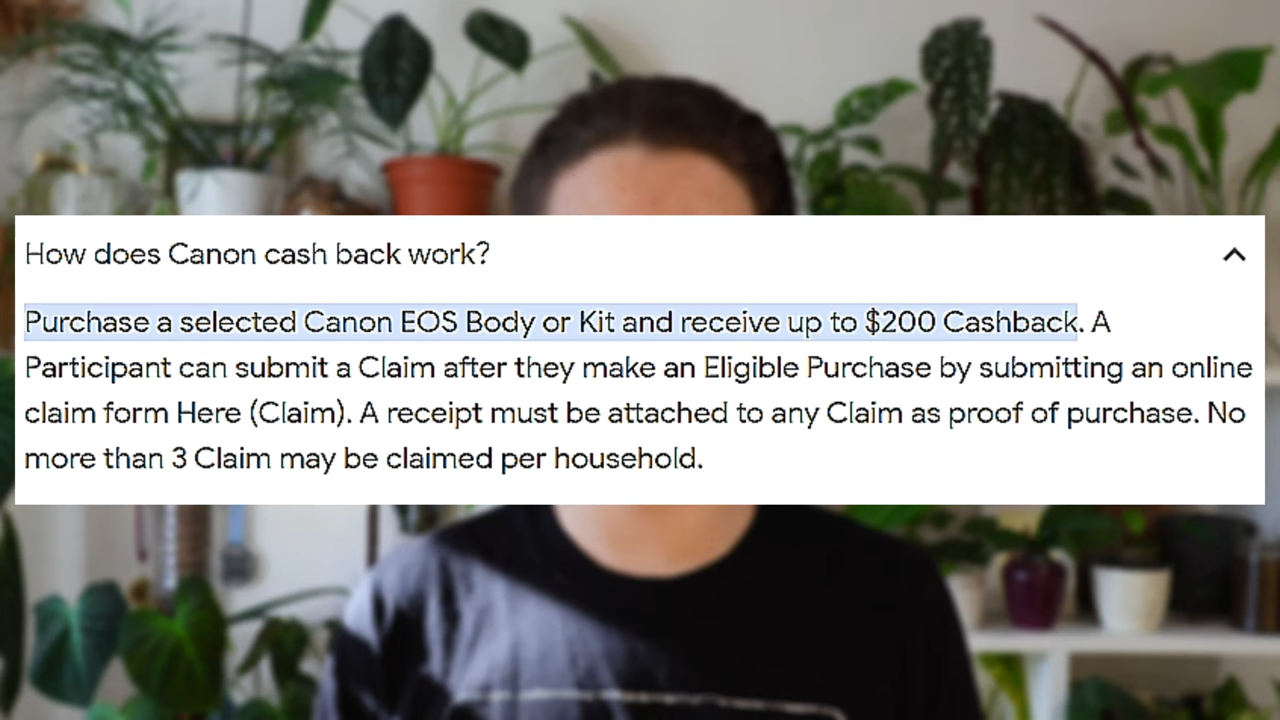 How does Canon cash back work?
Purchase a selected Canon EOS Body or Kit and receive up to $200 Cashback. A
Participant can submit a Claim after they make an Eligible Purchase by submitting an online
claim form Here (Claim). A receipt must be attached to any Claim as proof of purchase. No
more than 3 Claim may be claimed per household.